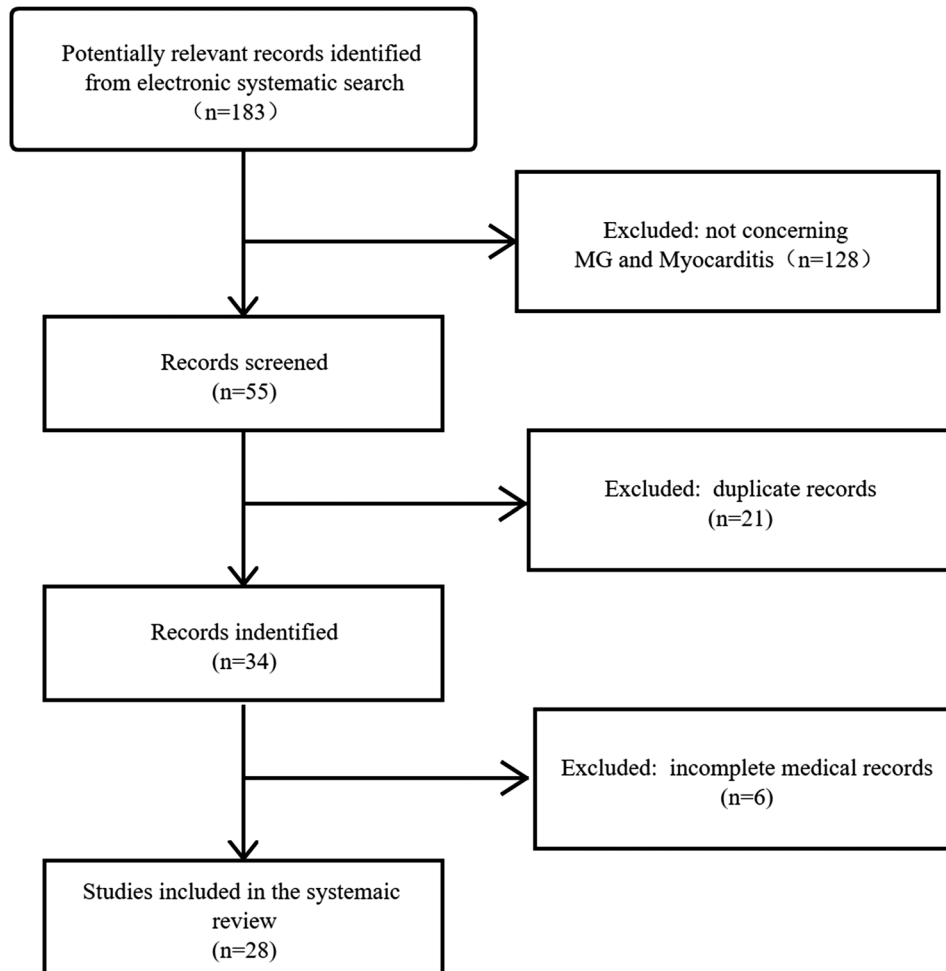 Potentially relevant records identified
from electronic systematic search
（n=183）
Excluded: not concerning
MG and Myocarditis（n=128）
Records screened
(n=55)
Excluded:  duplicate records
(n=21)
Records indentified
(n=34)
Excluded:  incomplete medical records
(n=6)
Studies included in the systemaic
review
(n=28)